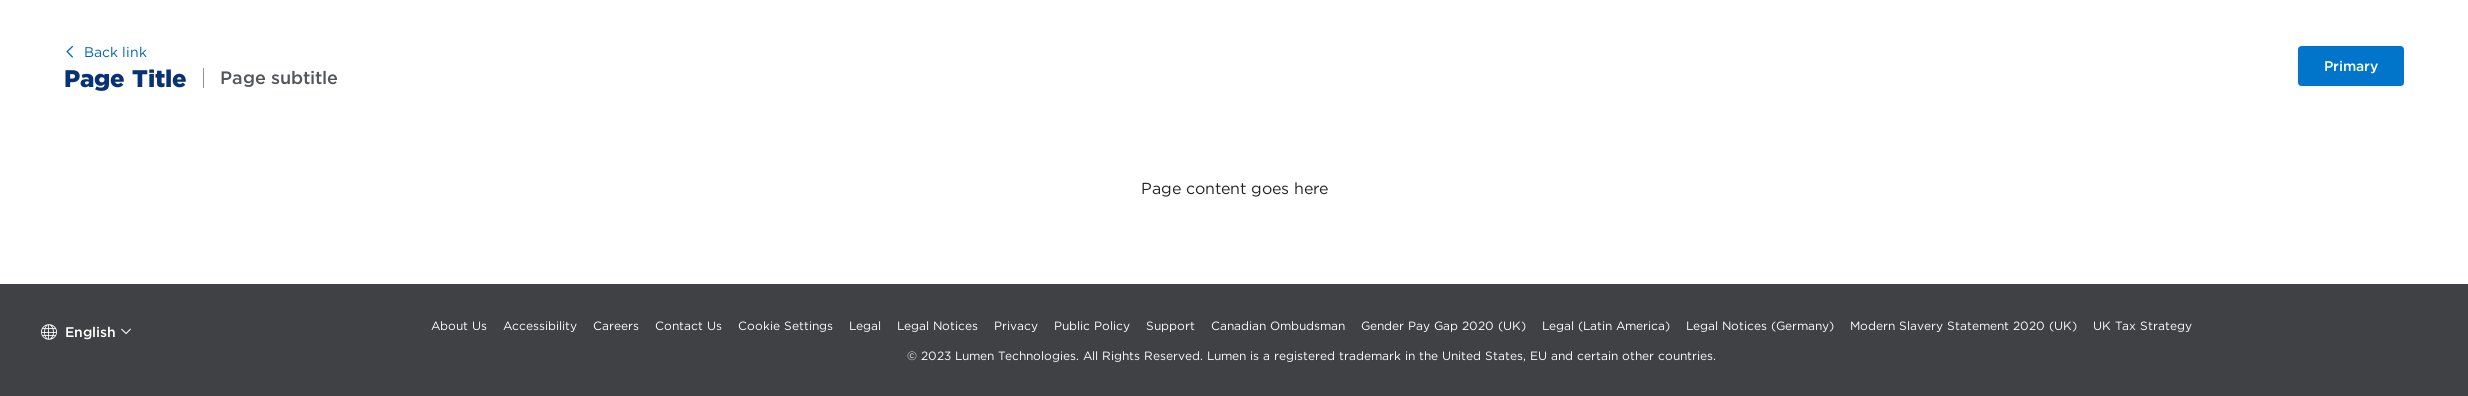 Back link
Page Title | Page subtitle
Primary
Page content goes here
English
About Us Accessibility Careers Contact Us Cookie Settings Legal Legal Notices Privacy Public Policy Support Canadian Ombudsman Gender Pay Gap 2020 (UK) Legal (Latin America) Legal Notices (Germany) Modern Slavery Statement 2020 (UK) UK Tax Strategy
© 2023 Lumen Technologies. All Rights Reserved. Lumen is a registered trademark in the United States, EU and certain other countries.